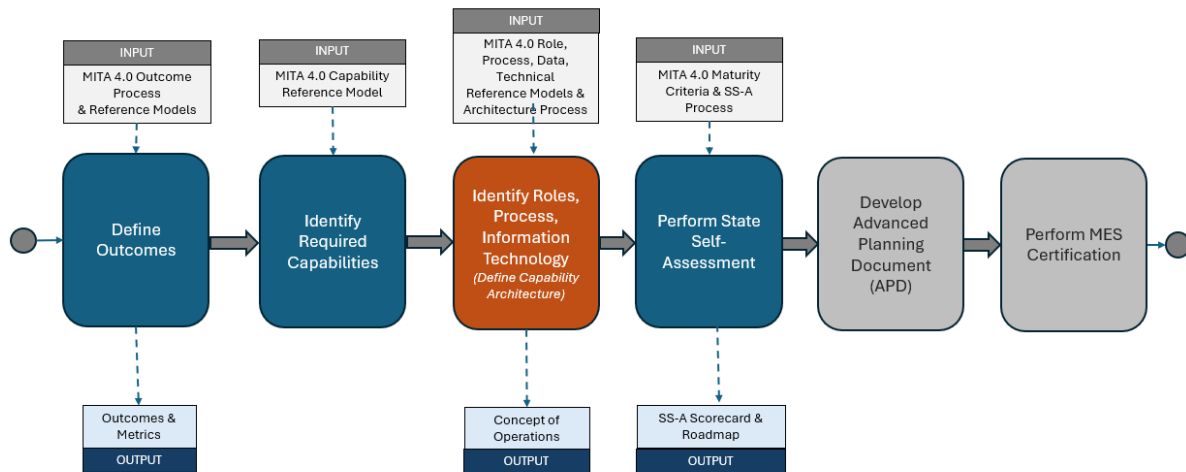 INPUT
MITA 4.0 Outcome
Process
& Reference Models
INPUT
MITA 4.0 Capability
Reference Model
INPUT
MITA 4.0 Role,
Process, Data,
Technical
Reference Models &
Architecture Process
INPUT
MITA 4.0 Maturity
Criteria & SS-A
Process
Define
Outcomes
Identify
Required
Capabilities
Identify Roles,
Process,
Information
Technology
(Define Capability
Architecture)
Perform State
Self-
Assessment
Develop
Advanced
Planning
Document
(APD)
Perform MES
Certification
Outcomes &
Metrics
OUTPUT
Concept of
Operations
OUTPUT
SS-A Scorecard &
Roadmap
OUTPUT